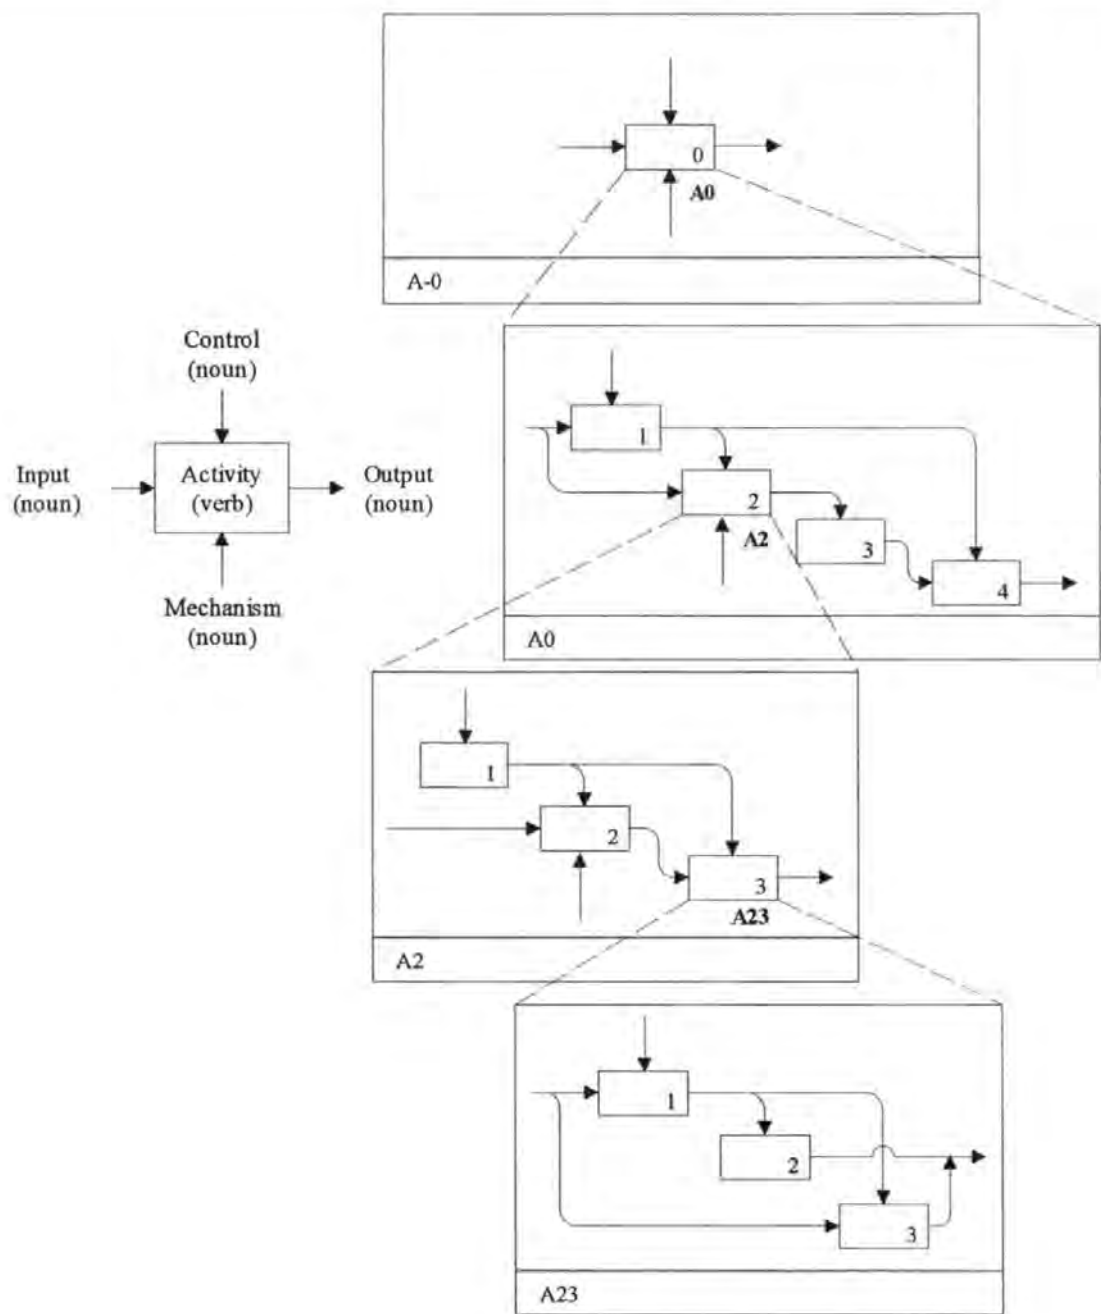 0
A0
A-0
Control
(noun)
Input
(noun)
Activity
(verb)
Output
(noun)
Mechanism
(noun)
1
2
A2
3
4
A0
1
2
3
A23
A2
1
2
3
A23